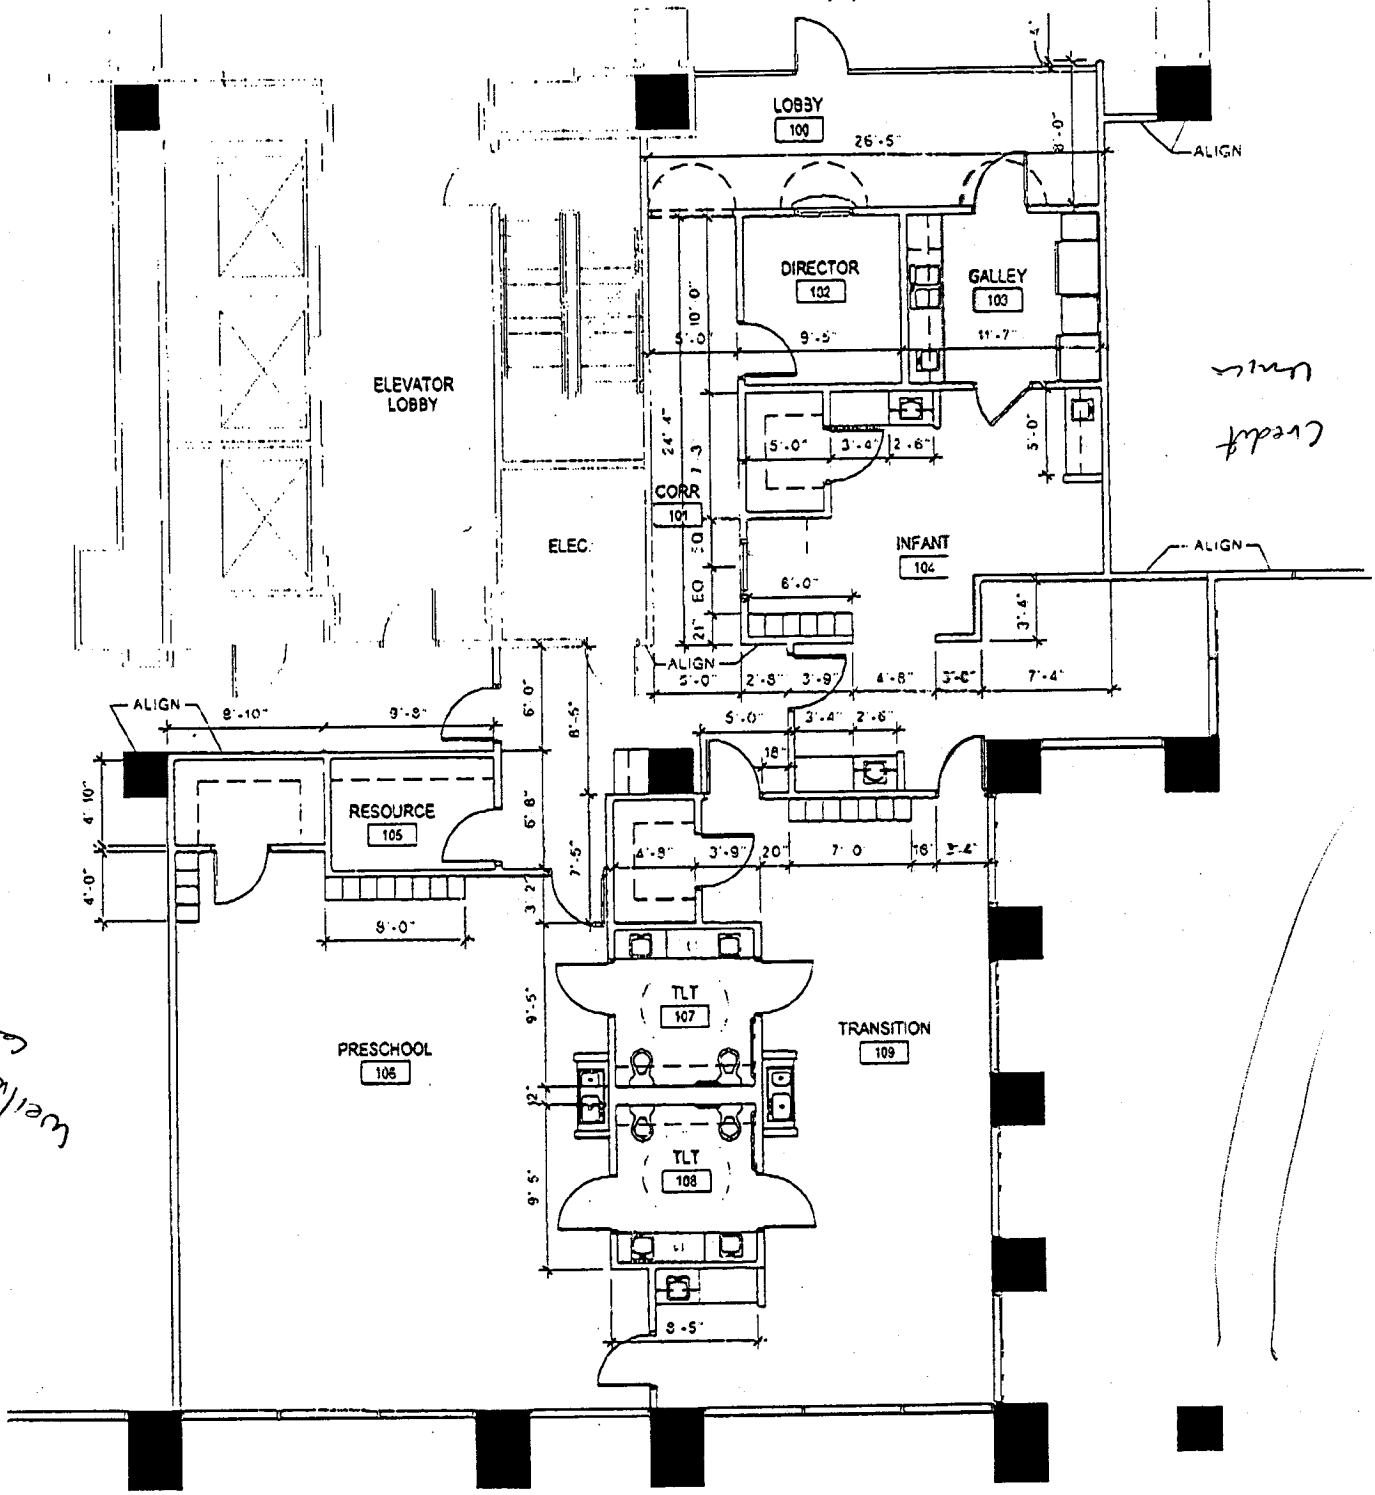 4"
LOBBY
100
26'-5"
8'-0"
ALIGN
DIRECTOR
102
GALLEY
103
10'-0"
5'-0"
9'-5"
11'-7"
ELEVATOR
LOBBY
Credit
24'-4"
5'-0"
3'-4"
2'-6"
5'-0"
CORR
101
ELEC.
EQ
INFANT
104
ALIGN
EQ
6'-0"
21"
3'-4"
ALIGN
5'-0"
2'-8"
3'-9"
4'-8"
7'-4"
ALIGN
8'-10"
9'-8"
6'-0"
8'-5"
5'-0"
3'-4"
2'-6"
18"
4'-10"
RESOURCE
105
6'-8"
7'-5"
4'-8"
3'-9"
20"
7'-0"
16"
3'-4"
4'-0"
3'-2"
8'-0"
9'-5"
TLT
107
TRANSITION
109
PRESCHOOL
106
12"
TLT
108
9'-5"
8'-5"